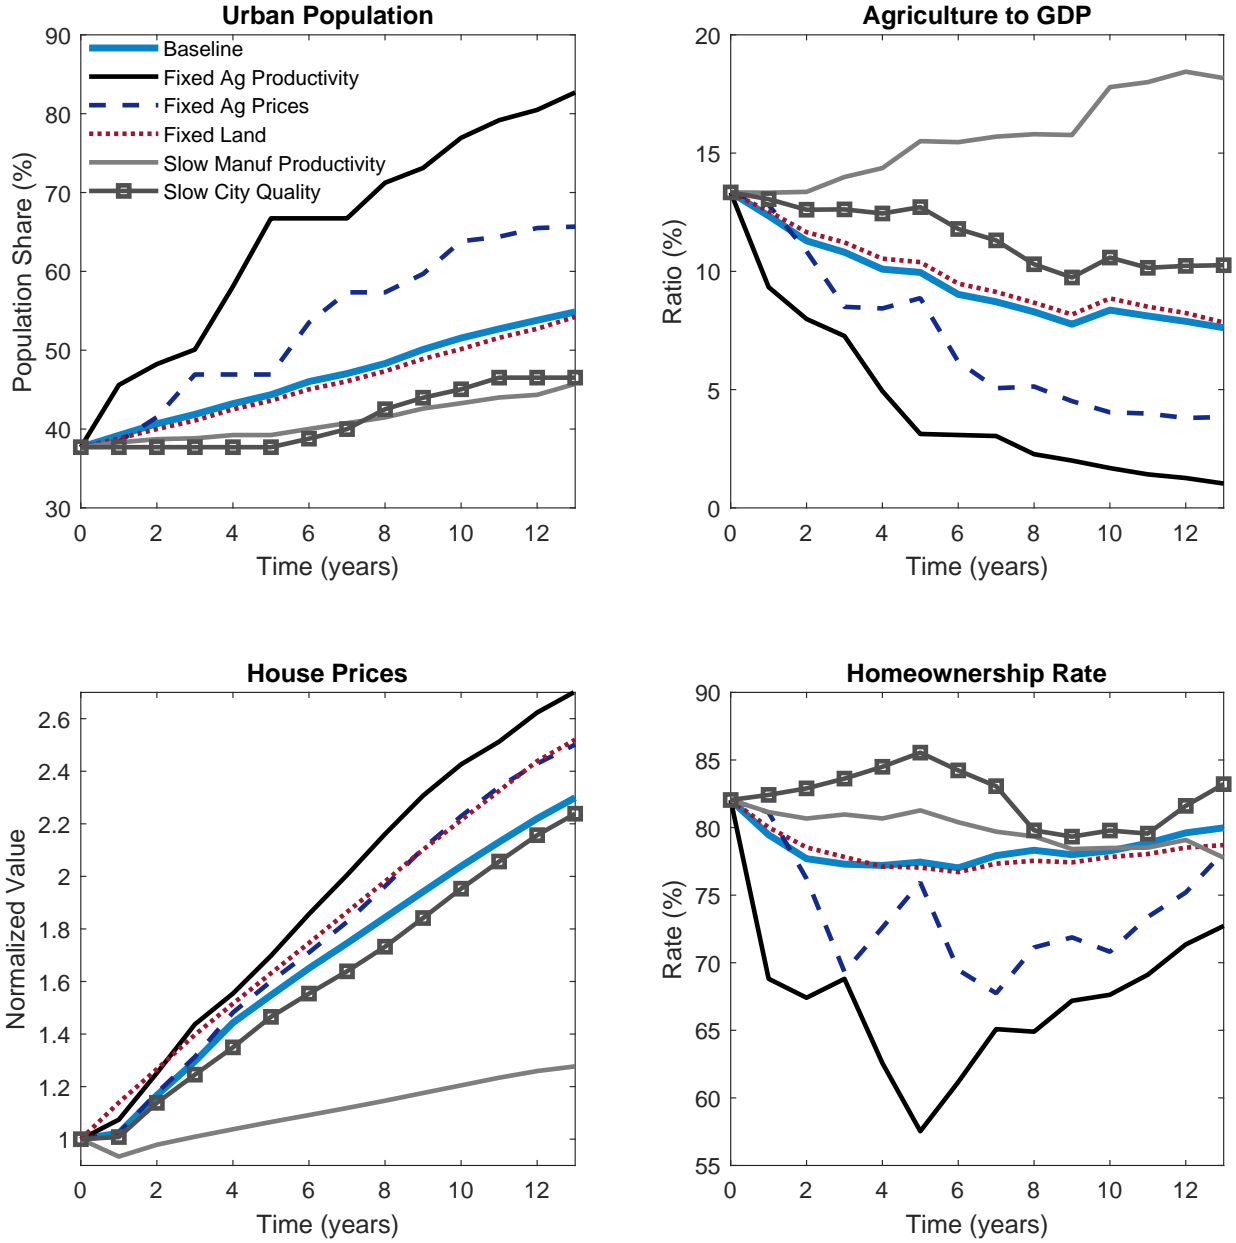 Urban Population
90
80
70
60
50
40
30
Population Share (%)
Baseline
Fixed Ag Productivity
Fixed Ag Prices
Fixed Land
Slow Manuf Productivity
Slow City Quality
0 2 4 6 8 10 12
Time (years)
Agriculture to GDP
20
15
10
5
0
Ratio (%)
0 2 4 6 8 10 12
Time (years)
House Prices
2.6
2.4
2.2
2
1.8
1.6
1.4
1.2
1
Normalized Value
0 2 4 6 8 10 12
Time (years)
Homeownership Rate
90
85
80
75
70
65
60
55
Rate (%)
0 2 4 6 8 10 12
Time (years)